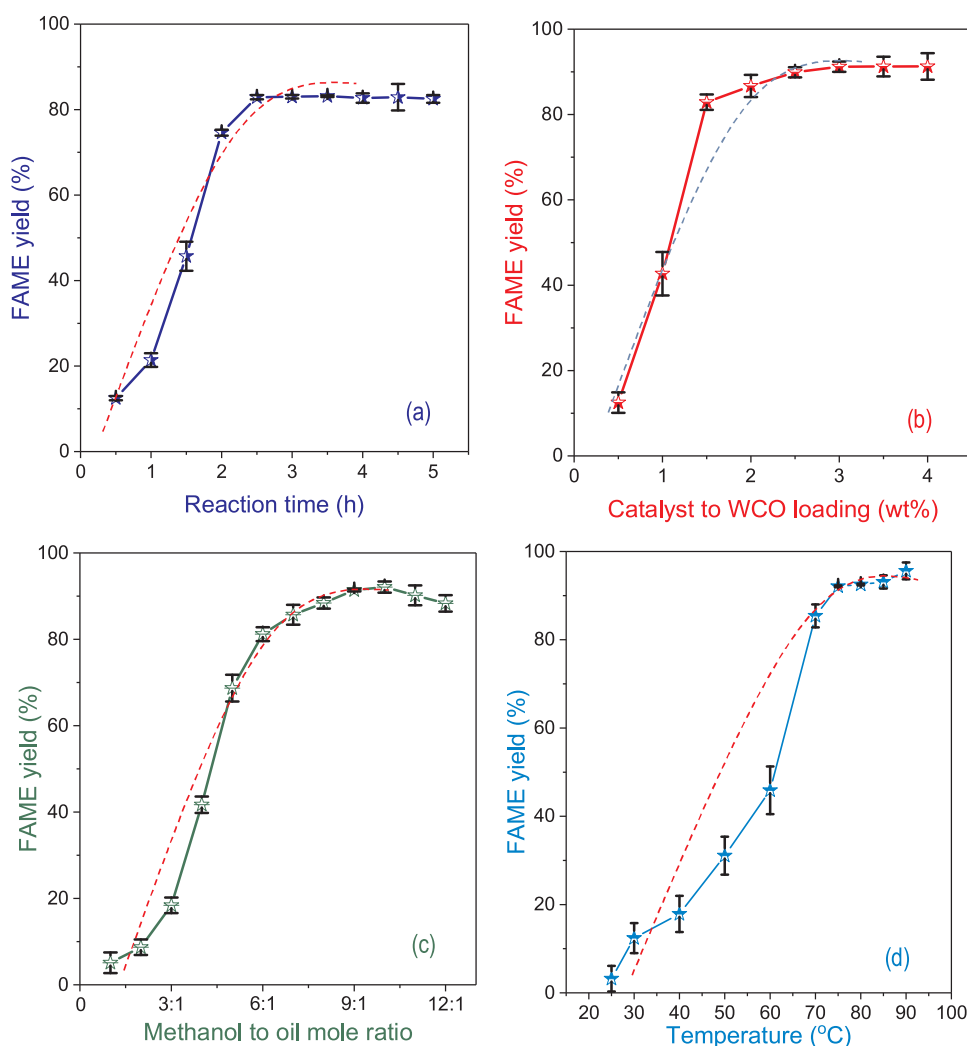 100
80
60
40
20
0
FAME yield (%)
0 1 2 3 4 5
Reaction time (h)
(a)
100
80
60
40
20
0
FAME yield (%)
0 1 2 3 4
Catalyst to WCO loading (wt%)
(b)
100
80
60
40
20
0
FAME yield (%)
0 3:1 6:1 9:1 12:1
Methanol to oil mole ratio
(c)
100
80
60
40
20
0
FAME yield (%)
20 30 40 50 60 70 80 90 100
Temperature (°C)
(d)